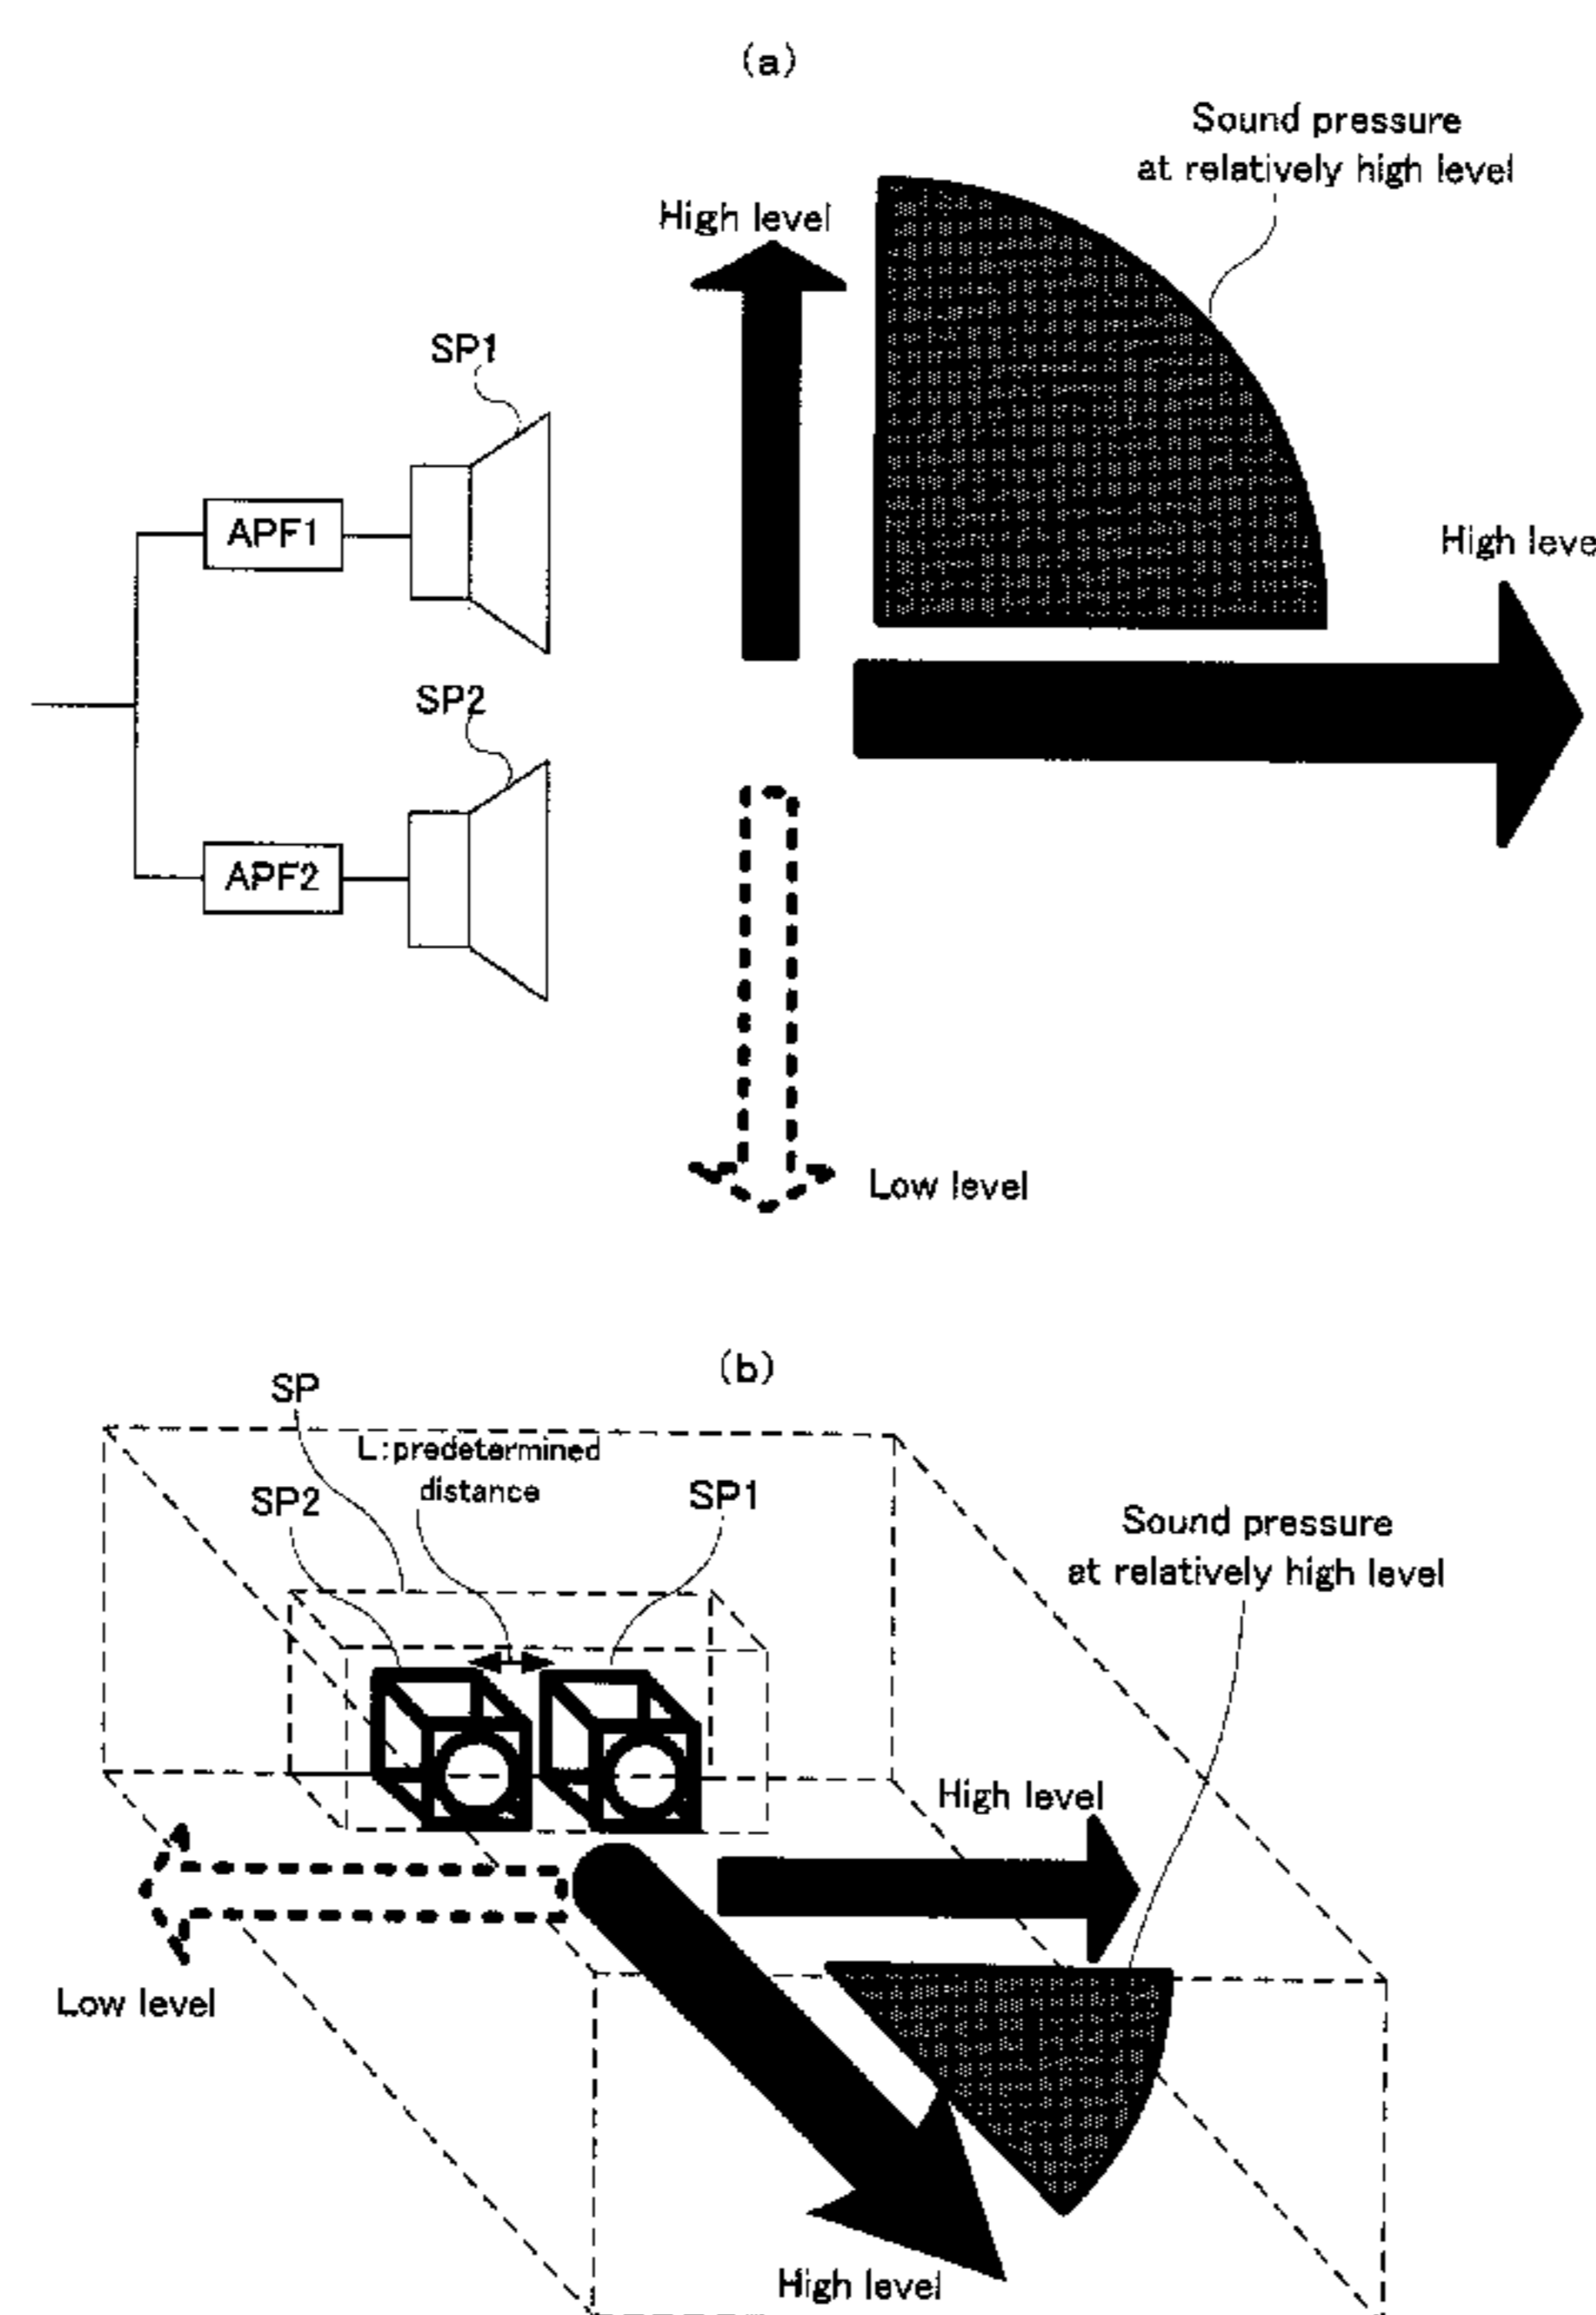 (a)
Sound pressure
at relatively high level
High level
SP1
APF1
High leve
SP2
APF2
Low level
(b)
SP
L:predetermined
distance
SP2
SP1
Sound pressure
at relatively high level
High level
Low level
High level